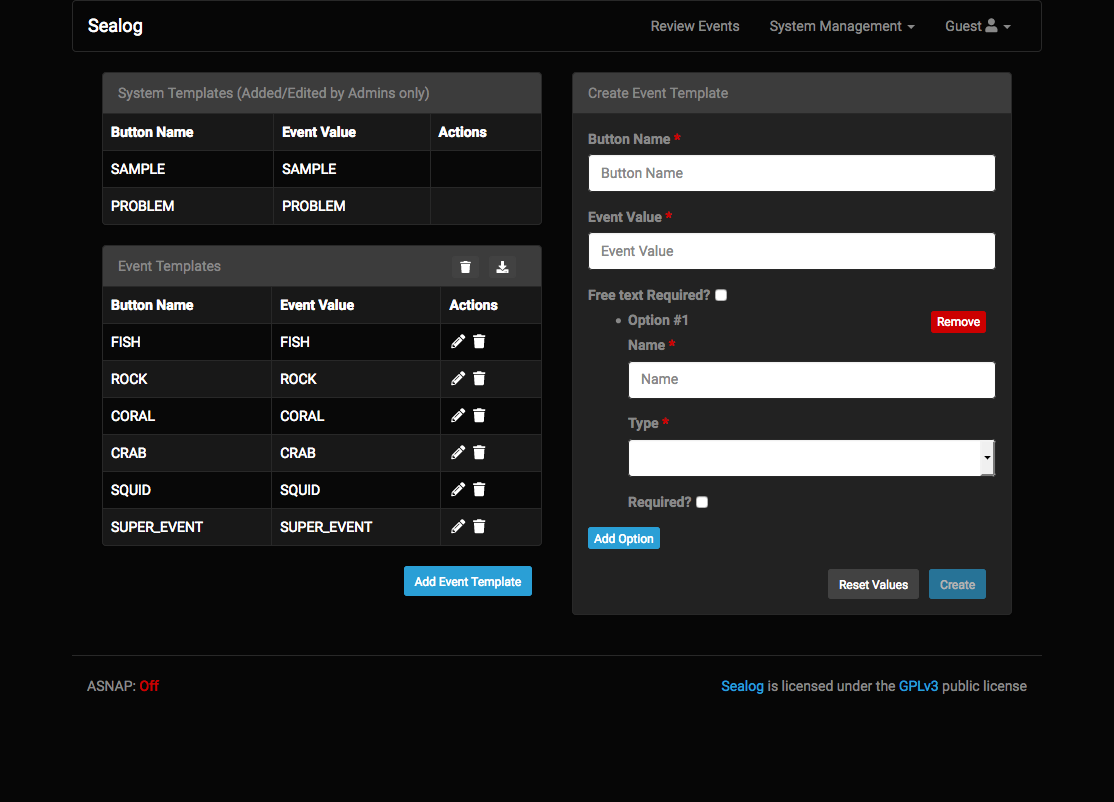 Sealog
Review Events
System Management
Guest
System Templates (Added/Edited by Admins only)
Button Name Event Value Actions
SAMPLE SAMPLE
PROBLEM PROBLEM
Event Templates
Button Name Event Value Actions
FISH FISH
ROCK ROCK
CORAL CORAL
CRAB CRAB
SQUID SQUID
SUPER_EVENT SUPER_EVENT
Add Event Template
Create Event Template
Button Name *
Button Name
Event Value *
Event Value
Free text Required?
• Option #1 Remove
Name *
Name
Type *
Required?
Add Option
Reset Values Create
ASNAP: Off
Sealog is licensed under the GPLv3 public license